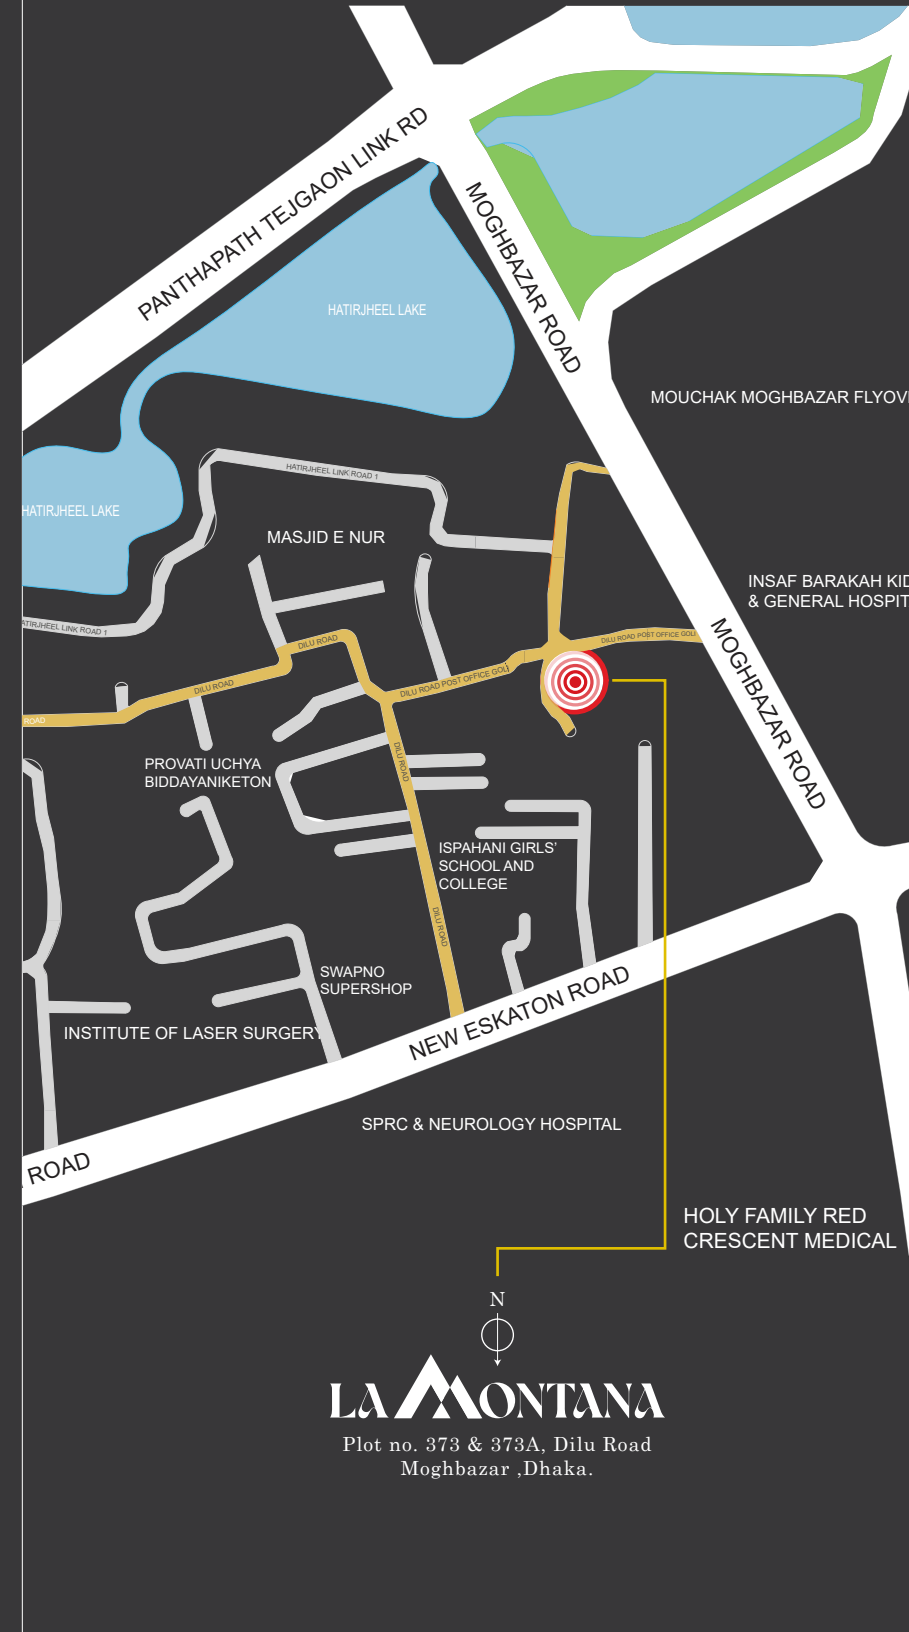 PANTHAPATH TEJGAON LINK RD
MOGHBAZAR ROAD
HATIRJHEEL LAKE
MOUCHAK MOGHBAZAR FLYOV
HATIRJHEEL LINK ROAD 1
HATIRJHEEL LAKE
MASJID E NUR
INSAF BARAKAH KID
& GENERAL HOSPIT
ATIRJHEEL LINK ROAD 1
MOGHBAZAR ROAD
DILU ROAD
DILU ROAD POST OFFICE GOLI
DILU ROAD POST OFFICE GOLI
DILU ROAD
ROAD
DILU ROAD
PROVATI UCHYA
BIDDAYANIKETON
ISPAHANI GIRLS'
SCHOOL AND
COLLEGE
DILU ROAD
SWAPNO
SUPERSHOP
NEW ESKATON ROAD
INSTITUTE OF LASER SURGERY
SPRC & NEUROLOGY HOSPITAL
ROAD
HOLY FAMILY RED
CRESCENT MEDICAL
N
LA MONTANA
Plot no. 373 & 373A, Dilu Road
Moghbazar ,Dhaka.